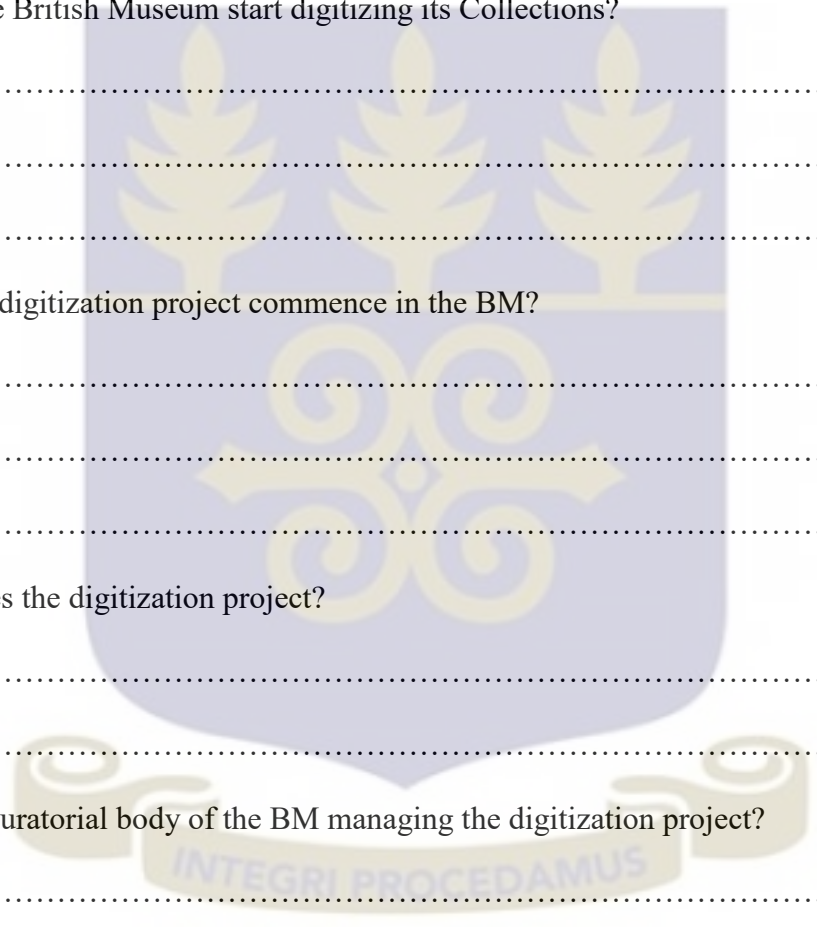 British Museum start digitizing its Collections?
................................................................................
................................................................................
................................................................................
digitization project commence in the BM?
................................................................................
................................................................................
................................................................................
the digitization project?
................................................................................
................................................................................
body of the BM managing the digitization project?
INTEGRI PROCEDAMUS
................................................................................